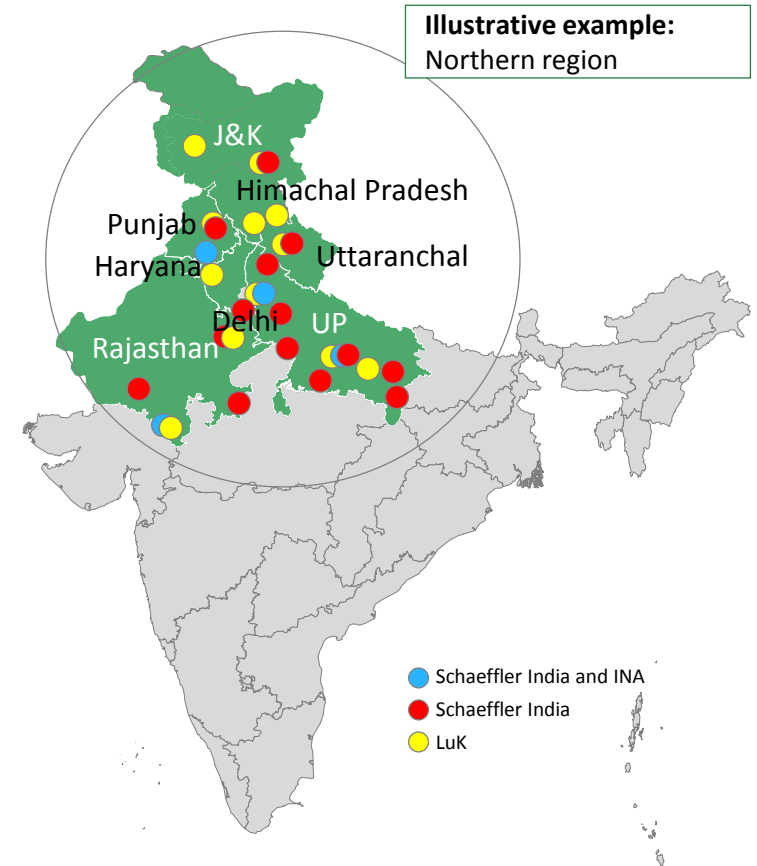 Illustrative example:
Northern region
J&K
Himachal Pradesh
Punjab
Uttaranchal
Haryana
Delhi
UP
Rajasthan
Schaeffler India and INA
Schaeffler India
LuK